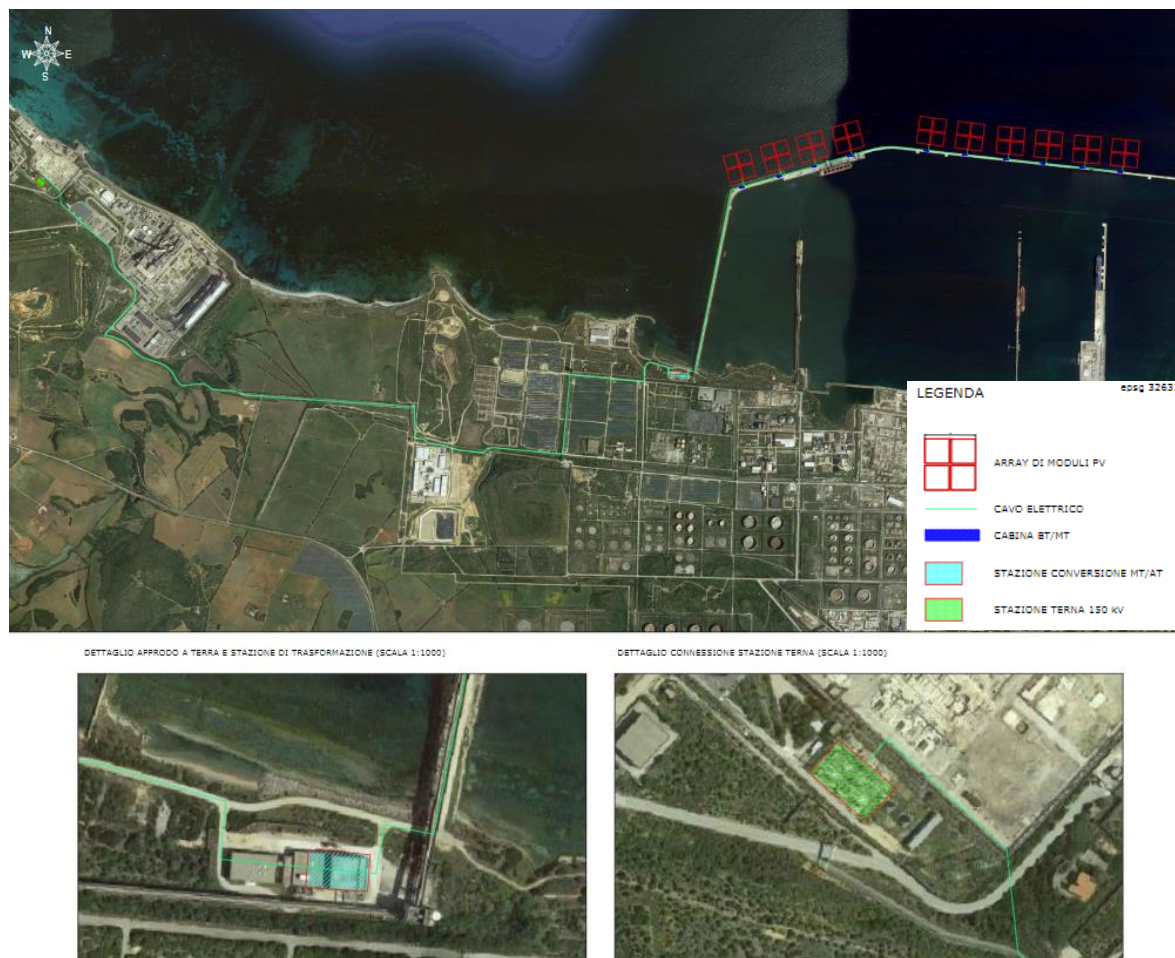 N
W E
S
LEGENDA
epsg 3263
ARRAY DI MODULI PV
CAVO ELETTRICO
CABINA BT/MT
STAZIONE CONVERSIONE MT/AT
STAZIONE TERNA 150 kV
DETTAGLIO APPRODO A TERRA E STAZIONE DI TRASFORMAZIONE (SCALA 1:1000)
DETTAGLIO CONNESSIONE STAZIONE TERNA (SCALA 1:1000)